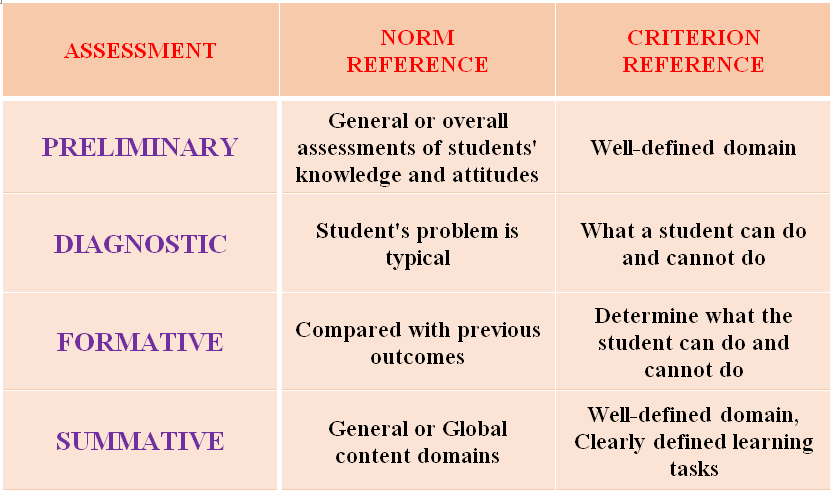 ASSESSMENT
NORM
REFERENCE
CRITERION
REFERENCE
PRELIMINARY
General or overall
assessments of students'
knowledge and attitudes
Well-defined domain
DIAGNOSTIC
Student's problem is
typical
What a student can do
and cannot do
FORMATIVE
Compared with previous
outcomes
Determine what the
student can do and
cannot do
SUMMATIVE
General or Global
content domains
Well-defined domain,
Clearly defined learning
tasks